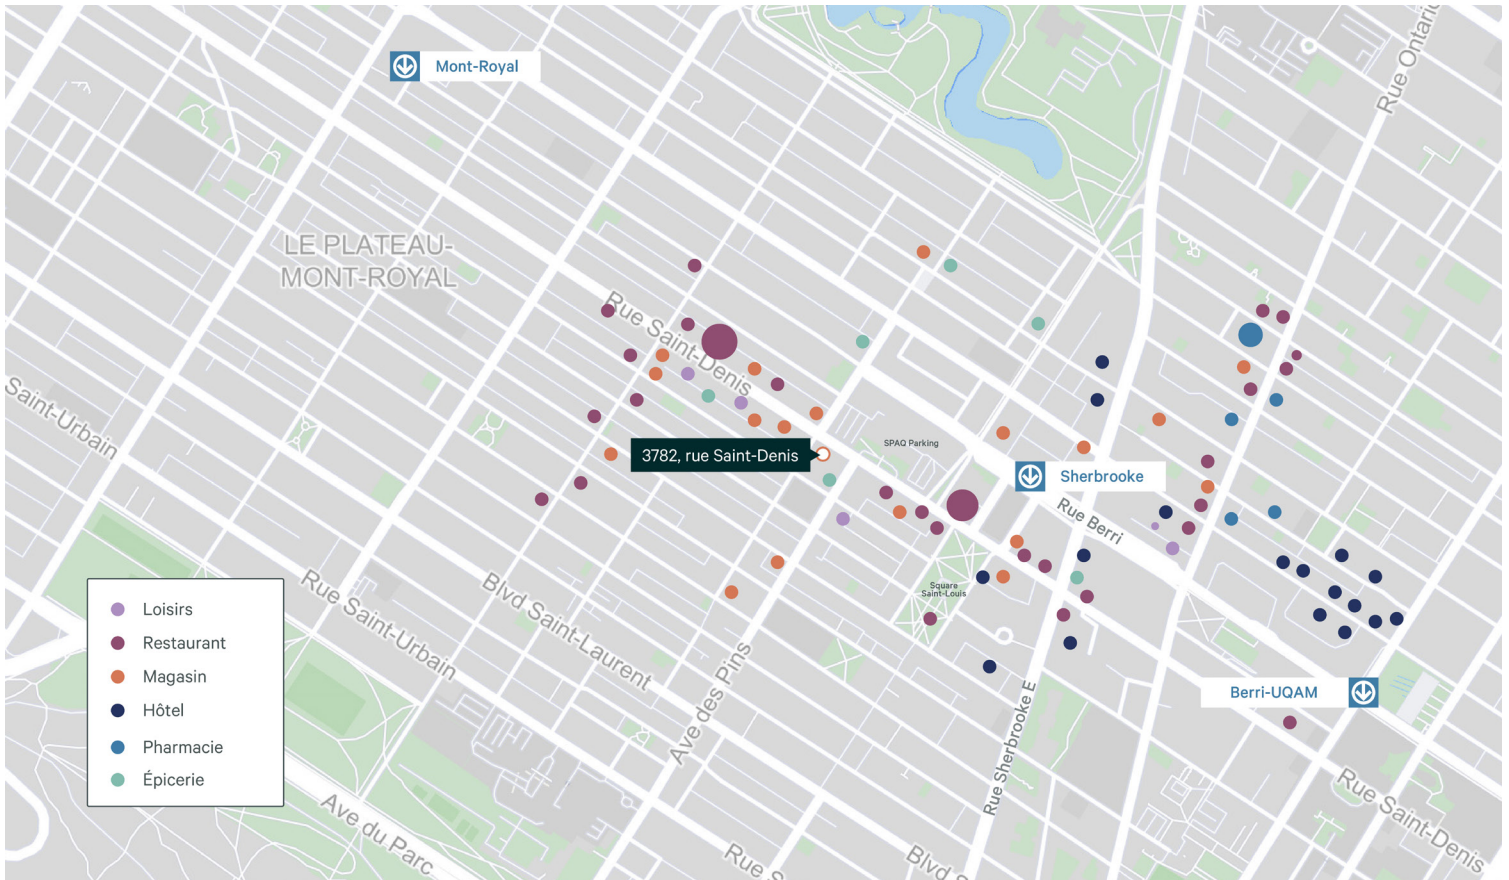 Mont-Royal
Rue Ontario
LE PLATEAU-
MONT-ROYAL
Rue Saint-Denis
Saint-Urbain
SPAQ Parking
3782, rue Saint-Denis
Sherbrooke
Rue Berri
Square
Saint-Louis
Rue Saint-Urbain
Blvd Saint-Laurent
Ave des Pins
Rue Sherbrooke E
Berri-UQAM
Loisirs
Restaurant
Magasin
Hôtel
Pharmacie
Épicerie
Ave du Parc
Rue S
Blvd S
Rue Saint-Denis